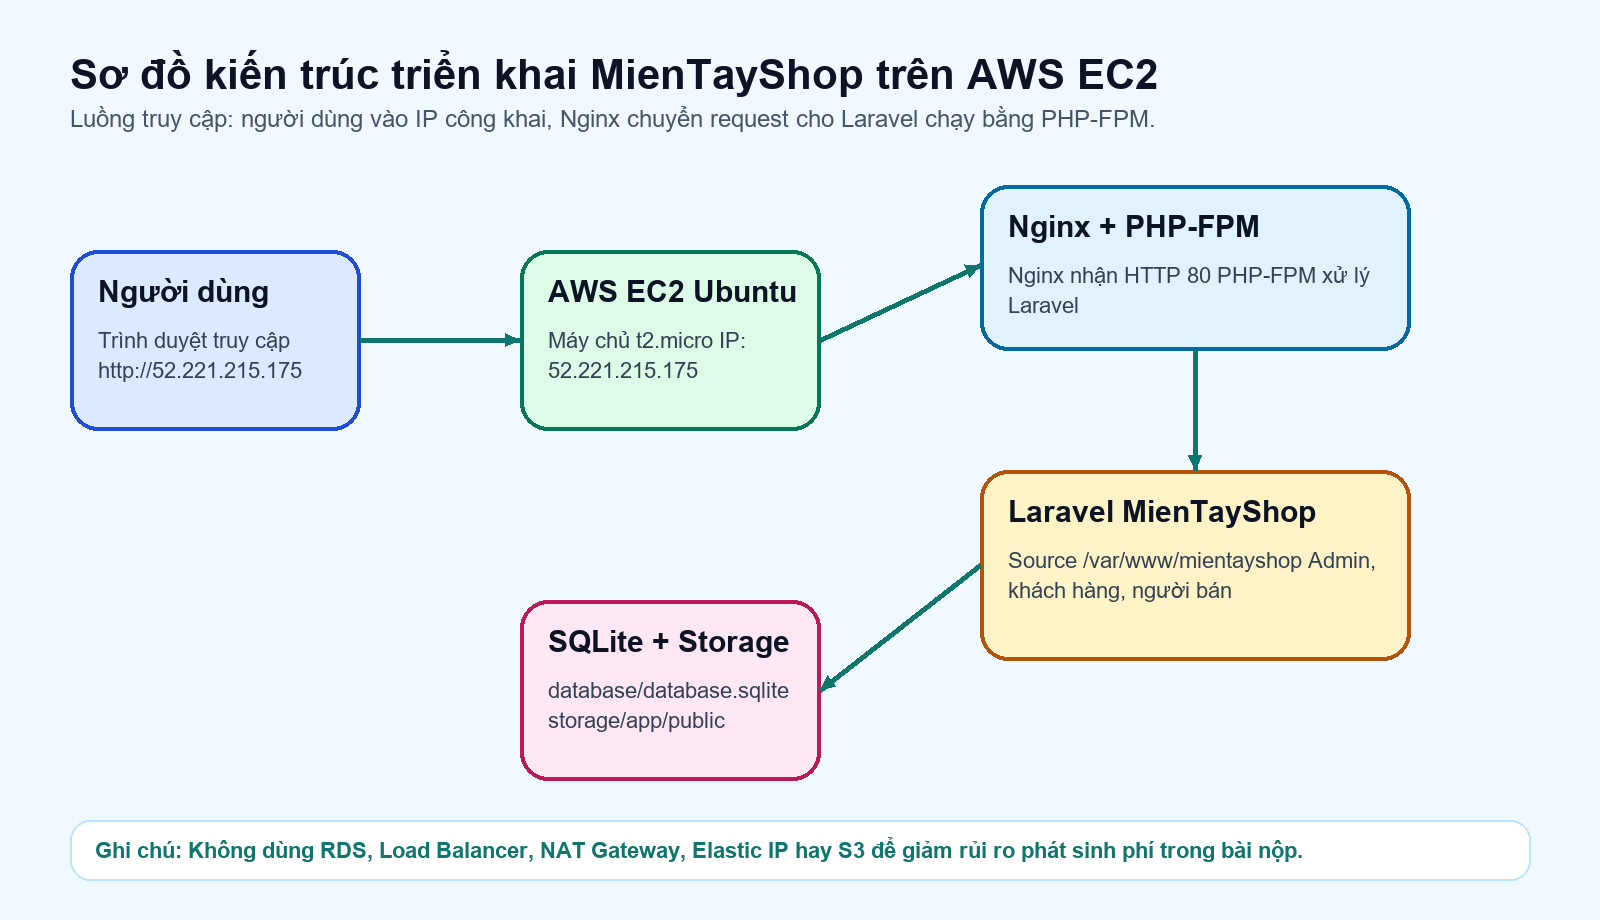 Sơ đồ kiến trúc triển khai MienTayShop trên AWS EC2
Luồng truy cập: người dùng vào IP công khai, Nginx chuyển request cho Laravel chạy bằng PHP-FPM.
Người dùng
Trình duyệt truy cập
http://52.221.215.175
AWS EC2 Ubuntu
Máy chủ t2.micro IP:
52.221.215.175
Nginx + PHP-FPM
Nginx nhận HTTP 80 PHP-FPM xử lý
Laravel
Laravel MienTayShop
Source /var/www/mientayshop Admin,
khách hàng, người bán
SQLite + Storage
database/database.sqlite
storage/app/public
Ghi chú: Không dùng RDS, Load Balancer, NAT Gateway, Elastic IP hay S3 để giảm rủi ro phát sinh phí trong bài nộp.